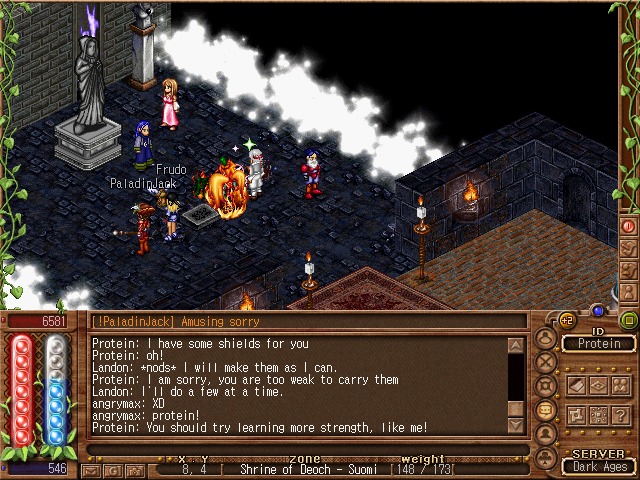 Frudo
PaladinJack
6581
[!PaladinJack] Amusing sorry
Protein: I have some shields for you
Protein: oh!
Landon: *nods* I will make them as I can.
Protein: I am sorry, you are too weak to carry them
Landon: I'll do a few at a time.
angrymax: XD
angrymax: protein!
Protein: You should try learning more strength, like me!
+2
ID
Protein
?
546
G
x y zone weight
8, 4 [ Shrine of Deoch - Suomi [148 / 173[
SERVER
Dark Ages